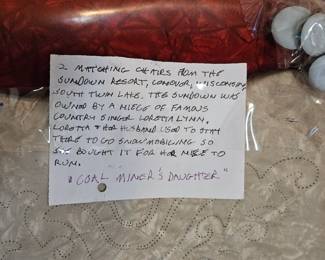 2 MATCHING CHAIRS FROM THE
SUNDOWN RESORT, CONOVER, WISCONSIN,
SOUTH TWIN LAKE. THE SUNDOWN WAS
OWNED BY A NIECE OF FAMOUS
COUNTRY SINGER LORETTA LYNN.
LORETTA & HER HUSBAND USED TO STAY
THERE TO GO SNOWMOBILING SO
SHE BOUGHT IT FOR HER NIECE TO
RUN.
"COAL MINER'S DAUGHTER"